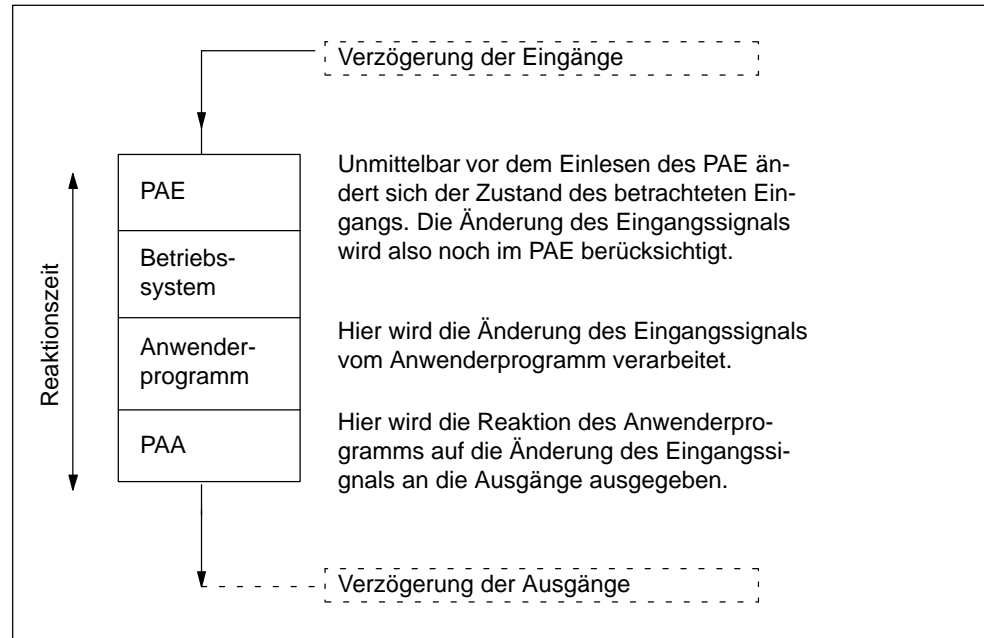 Verzögerung der Eingänge
Reaktionszeit
PAE
Unmittelbar vor dem Einlesen des PAE än-
dert sich der Zustand des betrachteten Ein-
gangs. Die Änderung des Eingangssignals
wird also noch im PAE berücksichtigt.
Betriebs-
system
Anwender-
programm
Hier wird die Änderung des Eingangssignals
vom Anwenderprogramm verarbeitet.
PAA
Hier wird die Reaktion des Anwenderpro-
gramms auf die Änderung des Eingangssi-
gnals an die Ausgänge ausgegeben.
Verzögerung der Ausgänge